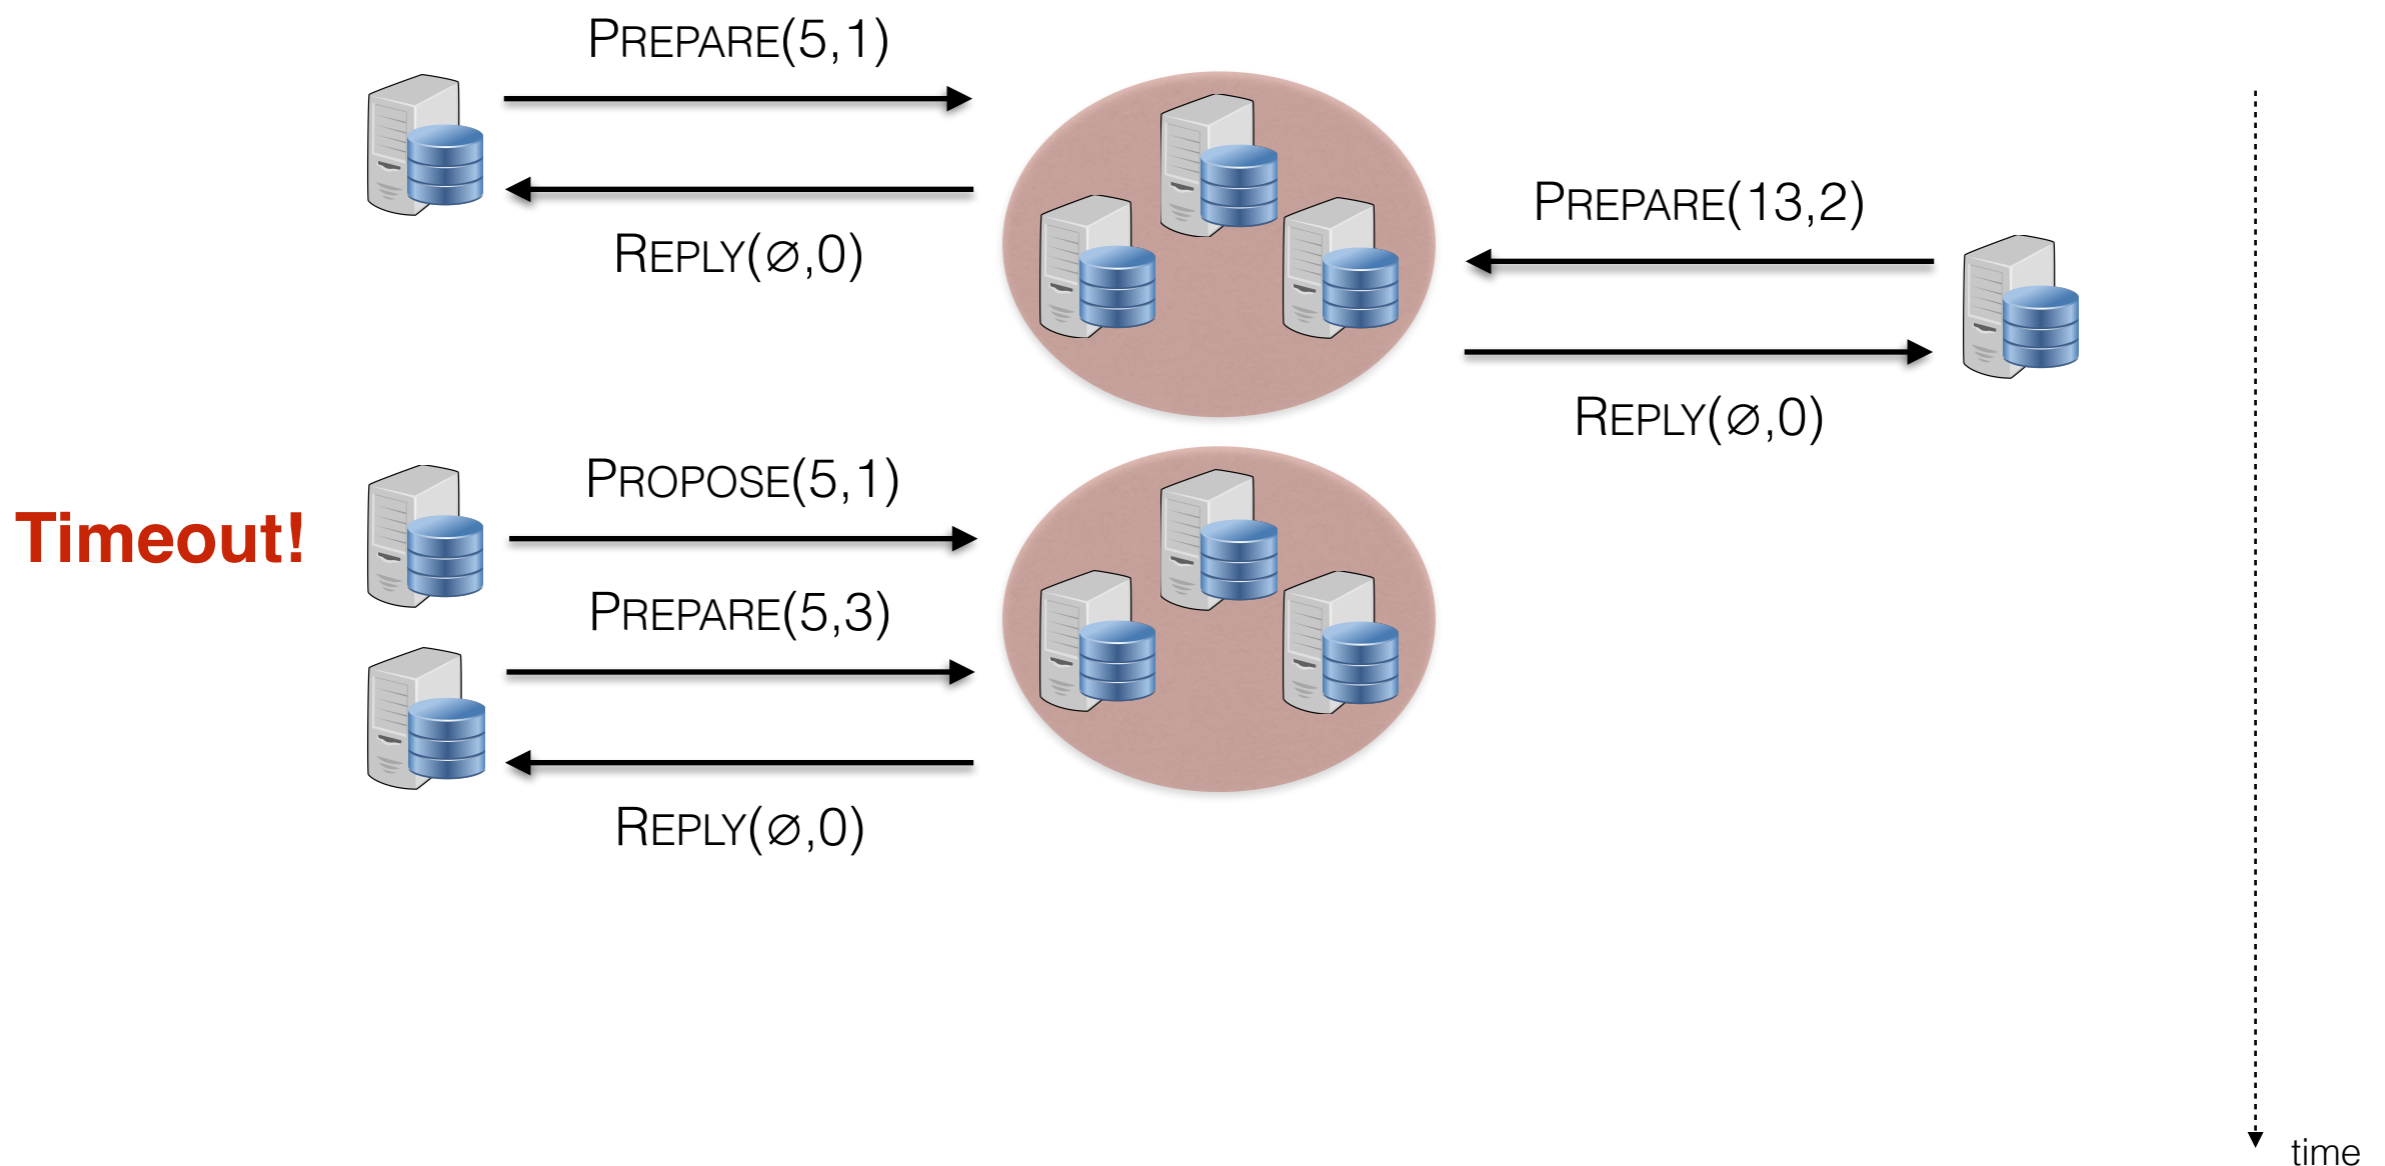 PREPARE(5,1)
REPLY(∅,0)
PREPARE(13,2)
REPLY(∅,0)
Timeout!
PROPOSE(5,1)
PREPARE(5,3)
REPLY(∅,0)
time